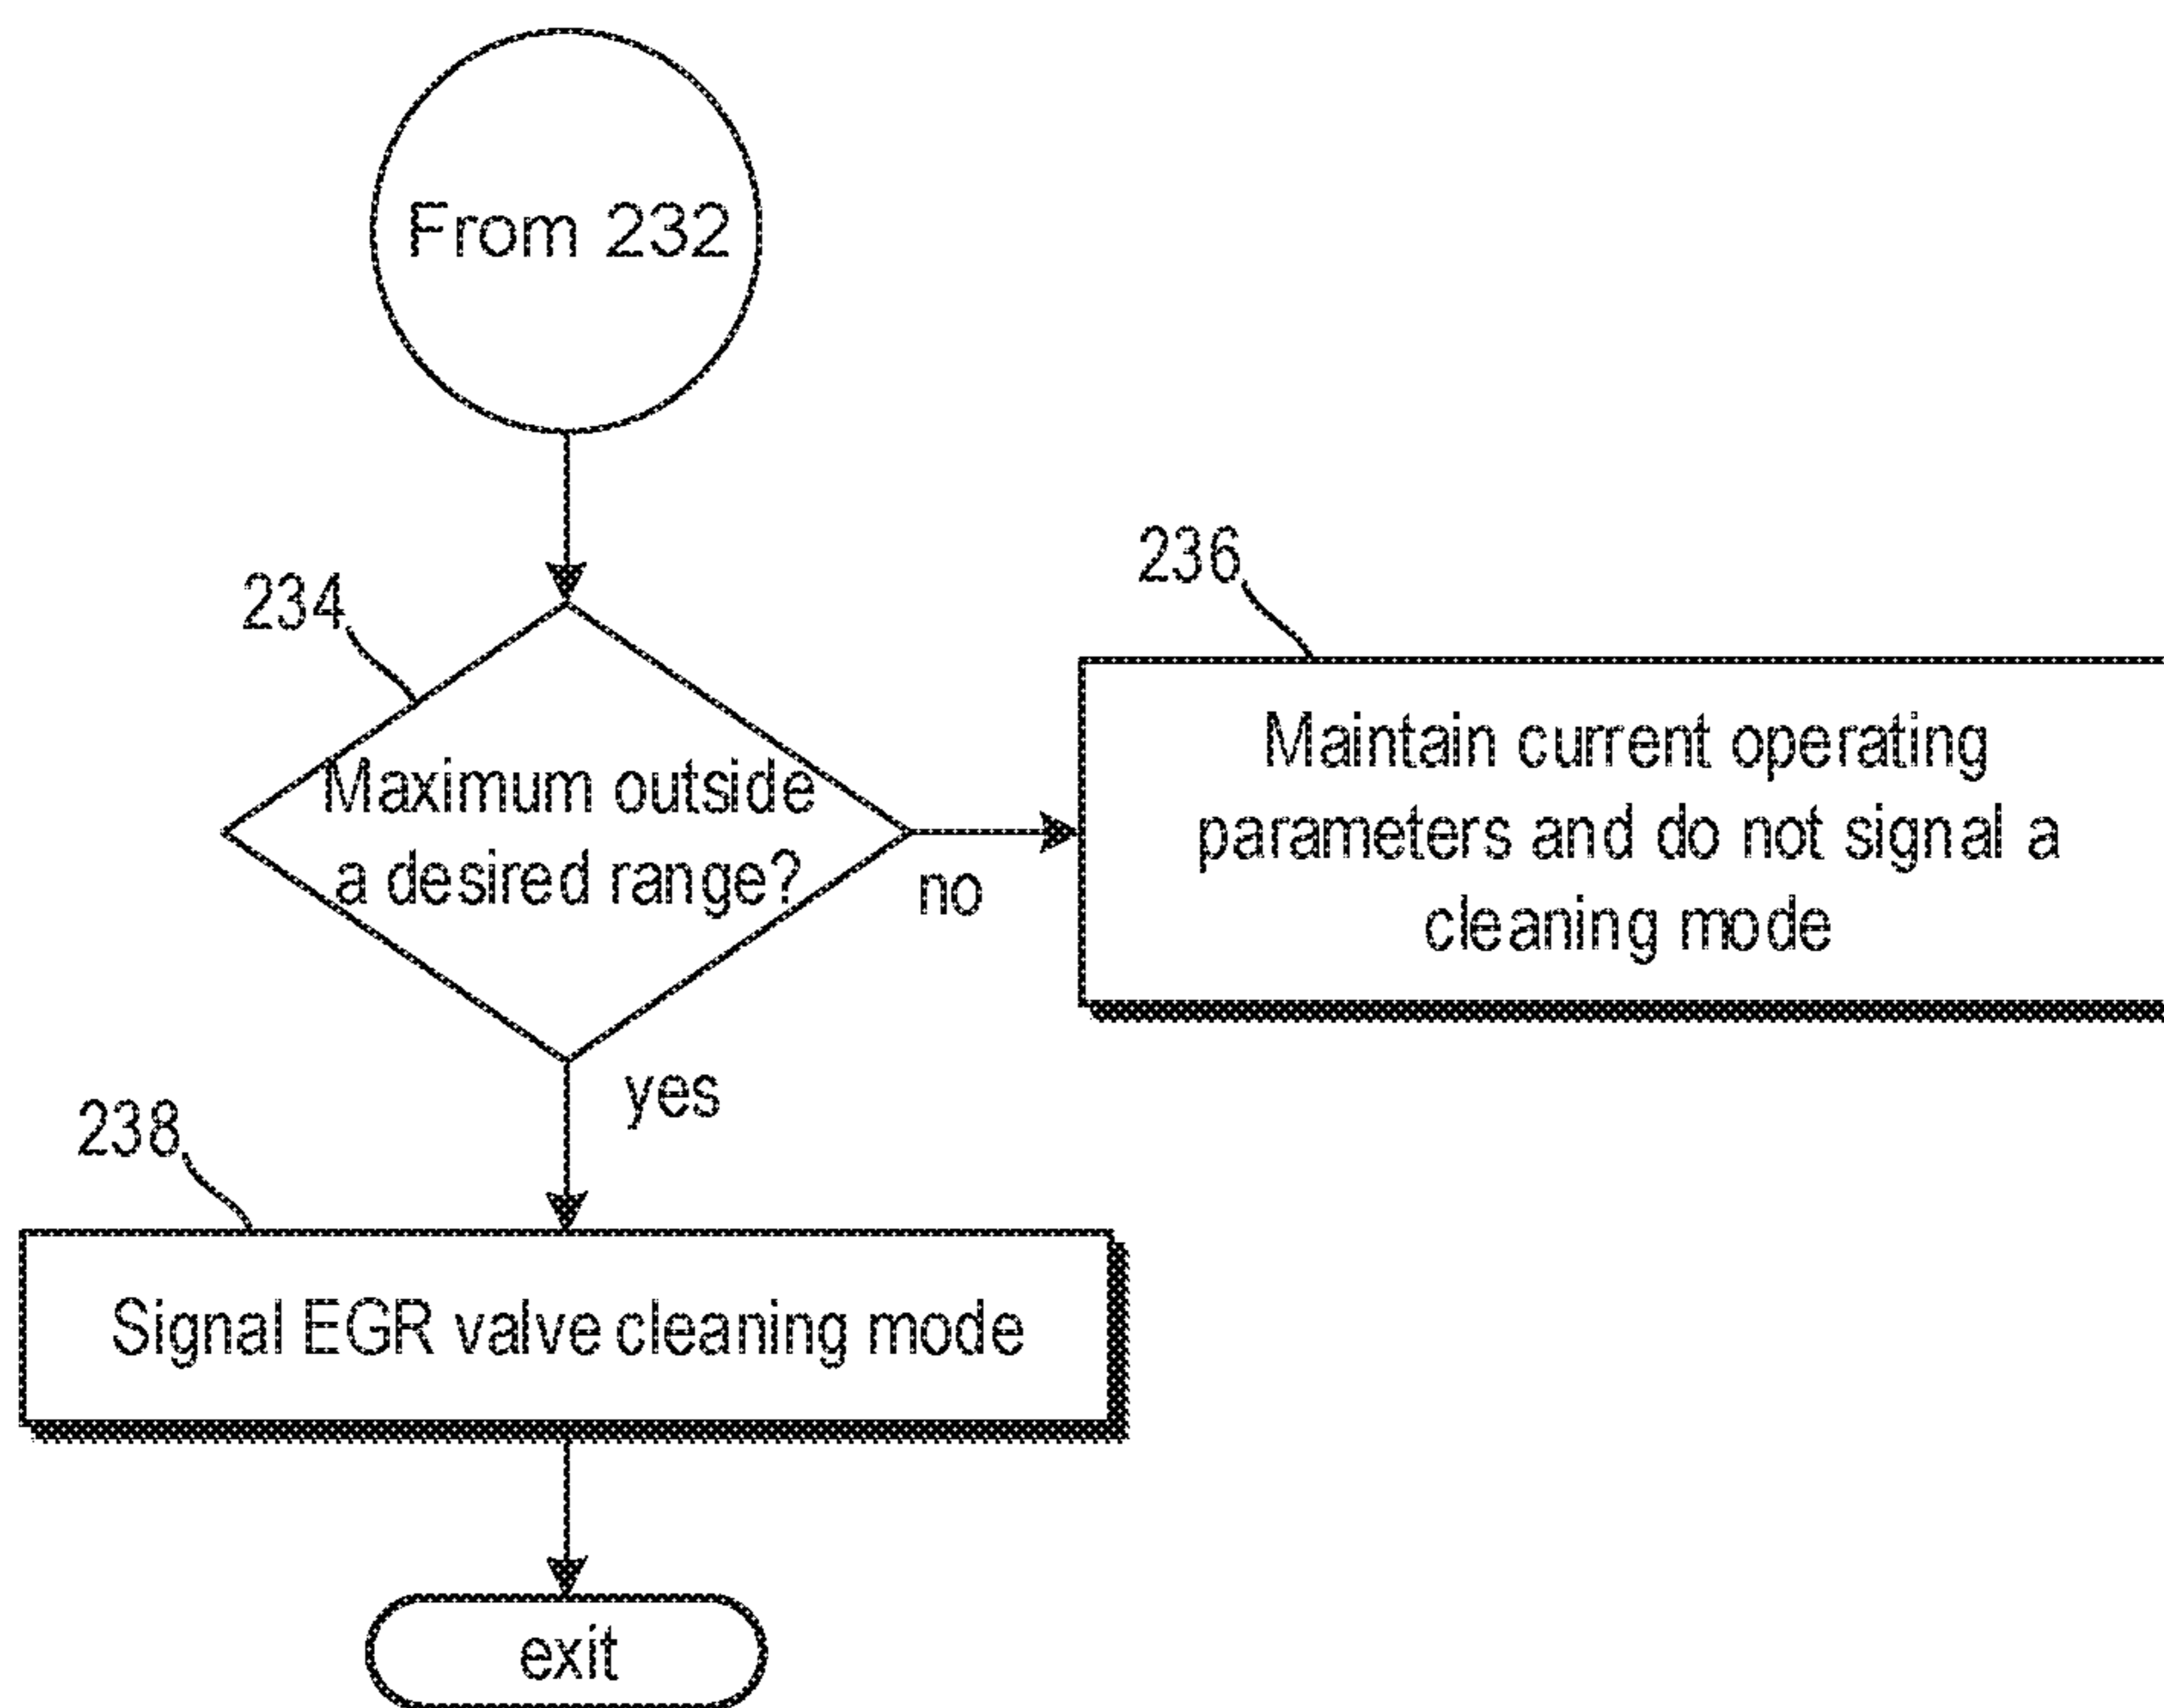 From 232
234
Maximum outside
a desired range?
no
236
Maintain current operating
parameters and do not signal a
cleaning mode
yes
238
Signal EGR valve cleaning mode
exit